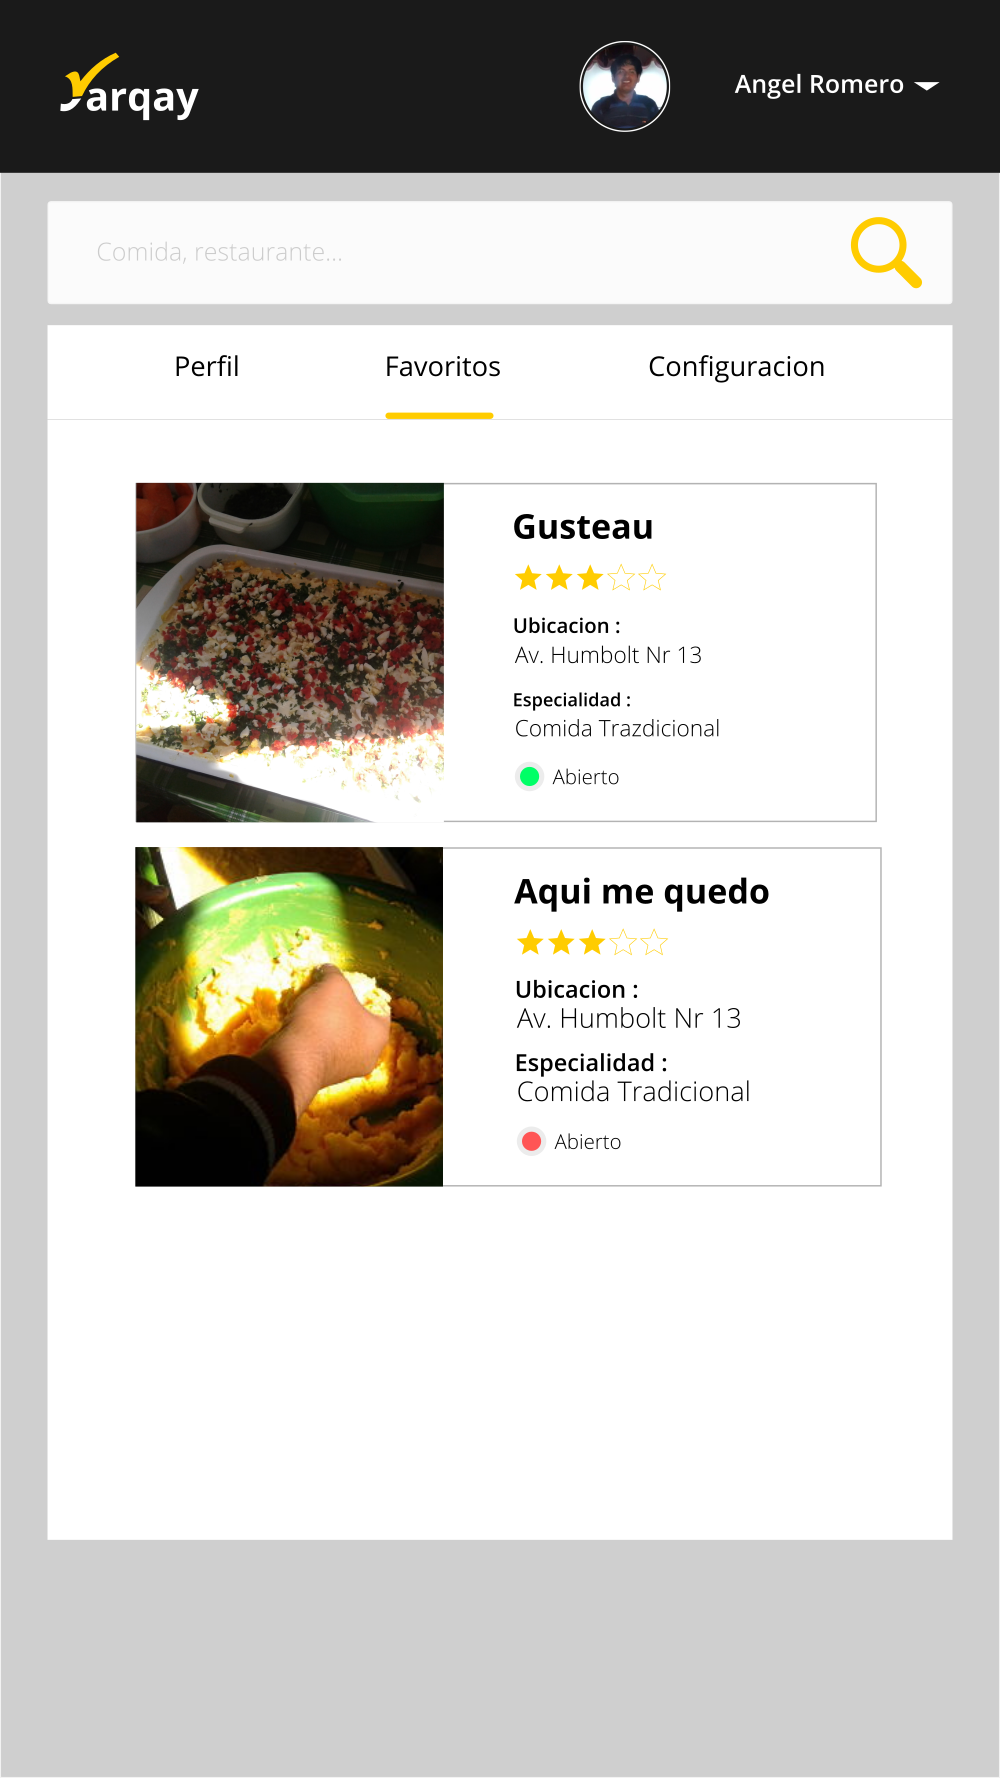 Yarqay
Angel Romero
Comida, restaurante...
Perfil Favoritos Configuracion
Gusteau
Ubicacion :
Av. Humbolt Nr 13
Especialidad :
Comida Trazdicional
Abierto
Aqui me quedo
Ubicacion :
Av. Humbolt Nr 13
Especialidad :
Comida Tradicional
Abierto